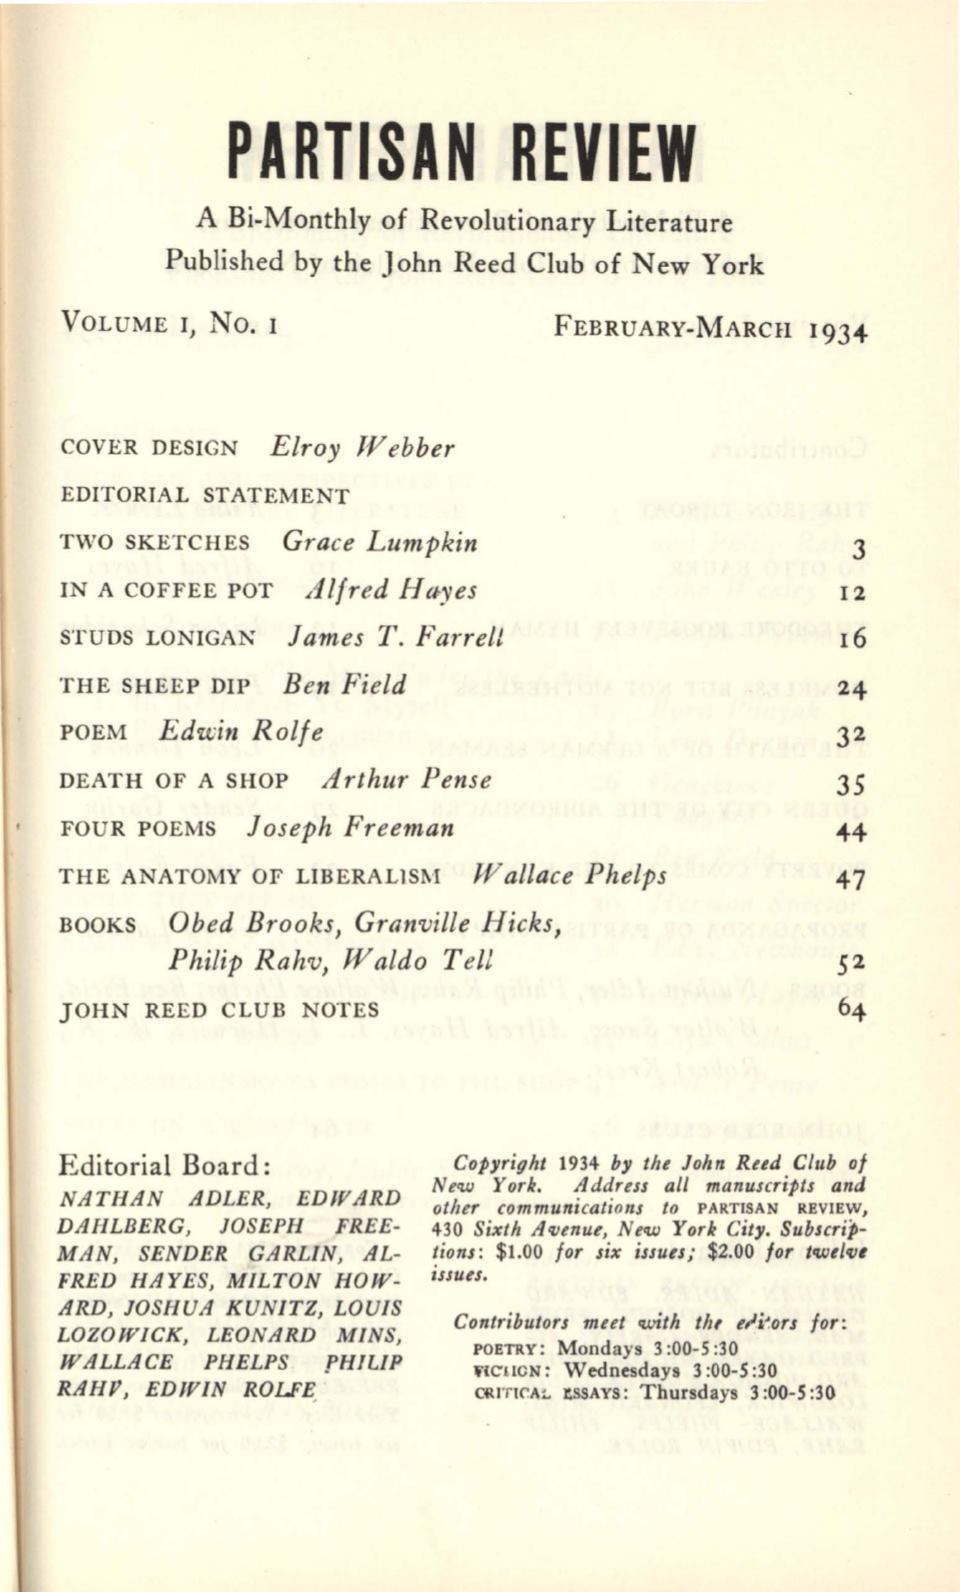 PARTISAN REVIEW
A Bi-Monthly of Revolutionary Literature
Published by the John Reed Club of New York
VOLUME I, NO. I
FEBRUARY-MARCH 1934
COVER DESIGN Elroy Webber
EDITORIAL STATEMENT
TWO SKETCHES Grace Lumpkin 3
IN A COFFEE POT Alfred Hayes 12
STUDS LONIGAN James T. Farrell 16
THE SHEEP DIP Ben Field 24
POEM Edwin Rolfe 32
DEATH OF A SHOP Arthur Pense 35
FOUR POEMS Joseph Freeman 44
THE ANATOMY OF LIBERALISM Wallace Phelps 47
BOOKS Obed Brooks, Granville Hicks,
Philip Rahv, Waldo Tell 52
JOHN REED CLUB NOTES 64
Editorial Board:
NATHAN ADLER, EDWARD
DAHLBERG, JOSEPH FREE-
MAN, SENDER GARLIN, AL-
FRED HAYES, MILTON HOW-
ARD, JOSHUA KUNITZ, LOUIS
LOZOWICK, LEONARD MINS,
WALLACE PHELPS PHILIP
RAHV, EDWIN ROLFE
Copyright 1934 by the John Reed Club of
New York. Address all manuscripts and
other communications to PARTISAN REVIEW,
430 Sixth Avenue, New York City. Subscrip-
tions: $1.00 for six issues; $2.00 for twelve
issues.
Contributors meet with the editors for:
POETRY: Mondays 3:00-5:30
FICTION: Wednesdays 3:00-5:30
CRITICAL ESSAYS: Thursdays 3:00-5:30